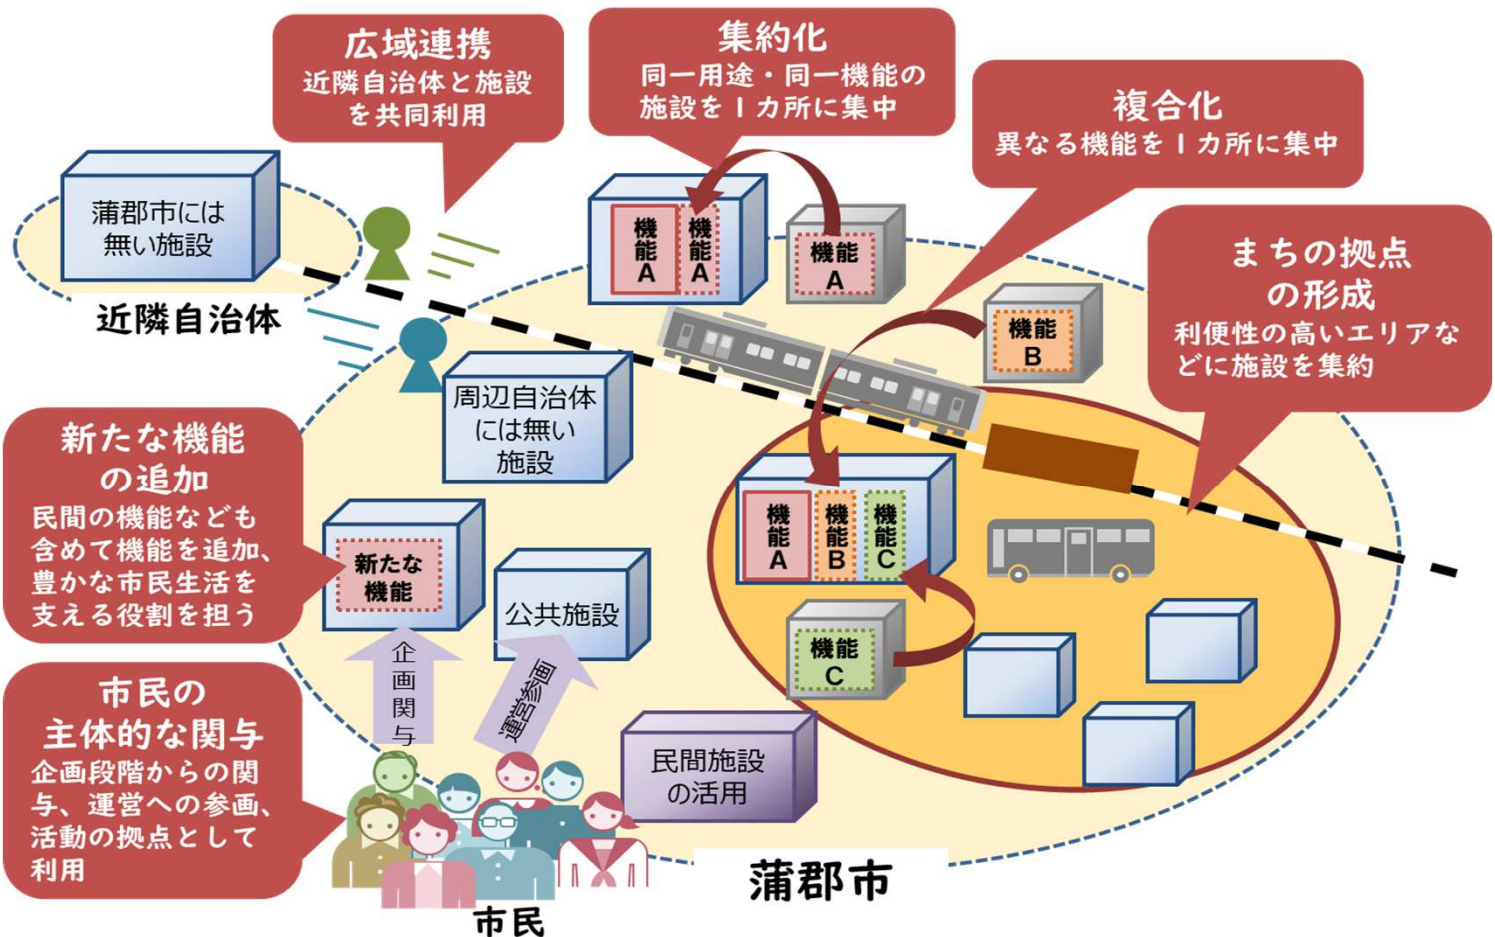 広域連携
近隣自治体と施設
を共同利用
集約化
同一用途・同一機能の
施設を1カ所に集中
複合化
異なる機能を1カ所に集中
まちの拠点
の形成
利便性の高いエリアな
どに施設を集約
蒲郡市には
無い施設
近隣自治体
機能A
機能A
機能
A
機能
B
周辺自治体
には無い
施設
新たな機能
の追加
民間の機能なども
含めて機能を追加、
豊かな市民生活を
支える役割を担う
新たな
機能
公共施設
機能A
機能B
機能C
機能
C
企画関与
運営参画
市民の
主体的な関与
企画段階からの関
与、運営への参画、
活動の拠点として
利用
民間施設
の活用
市民
蒲郡市